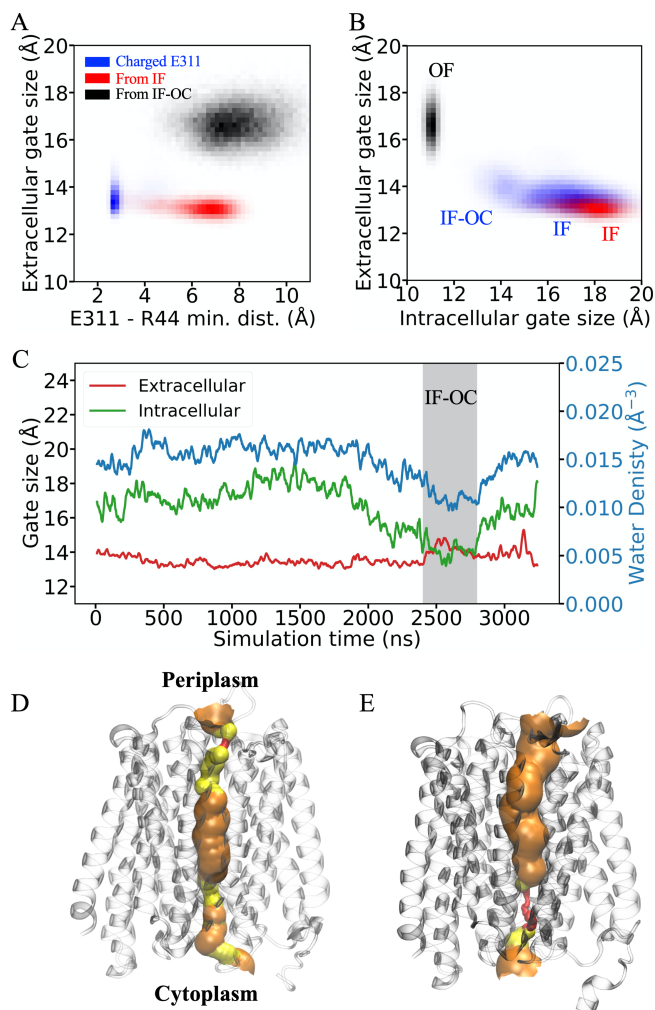 A
B
20
18
16
14
12
10
Extracellular gate size (Å)
Charged E311
From IF
From IF-OC
2
4
6
8
10
E311 - R44 min. dist. (Å)
20
18
16
14
12
10
Extracellular gate size (Å)
OF
IF-OC
IF
IF
10
12
14
16
18
20
Intracellular gate size (Å)
C
24
22
20
18
16
14
12
Gate size (Å)
Extracellular
Intracellular
IF-OC
0.025
0.020
0.015
0.010
0.005
0.000
Water Denisty (Å⁻³)
0
500
1000
1500
2000
2500
3000
Simulation time (ns)
Periplasm
D
E
Cytoplasm